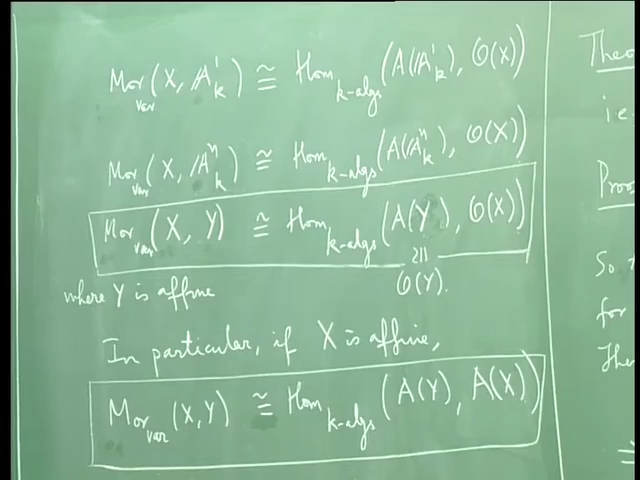 Mor_var(X, 𝔸^1_k) ≅ Hom_k-algs(A(𝔸^1_k), 𝒪(X))
Mor_var(X, 𝔸^n_k) ≅ Hom_k-algs(A(𝔸^n_k), 𝒪(X))
Mor_var(X, Y) ≅ Hom_k-algs(A(Y), 𝒪(X))
≅
where Y is affine 𝒪(Y).
In particular, if X is affine,
Mor_var(X,Y) ≅ Hom_k-algs(A(Y), A(X))
Theo
i.e
Proo
So
for
The